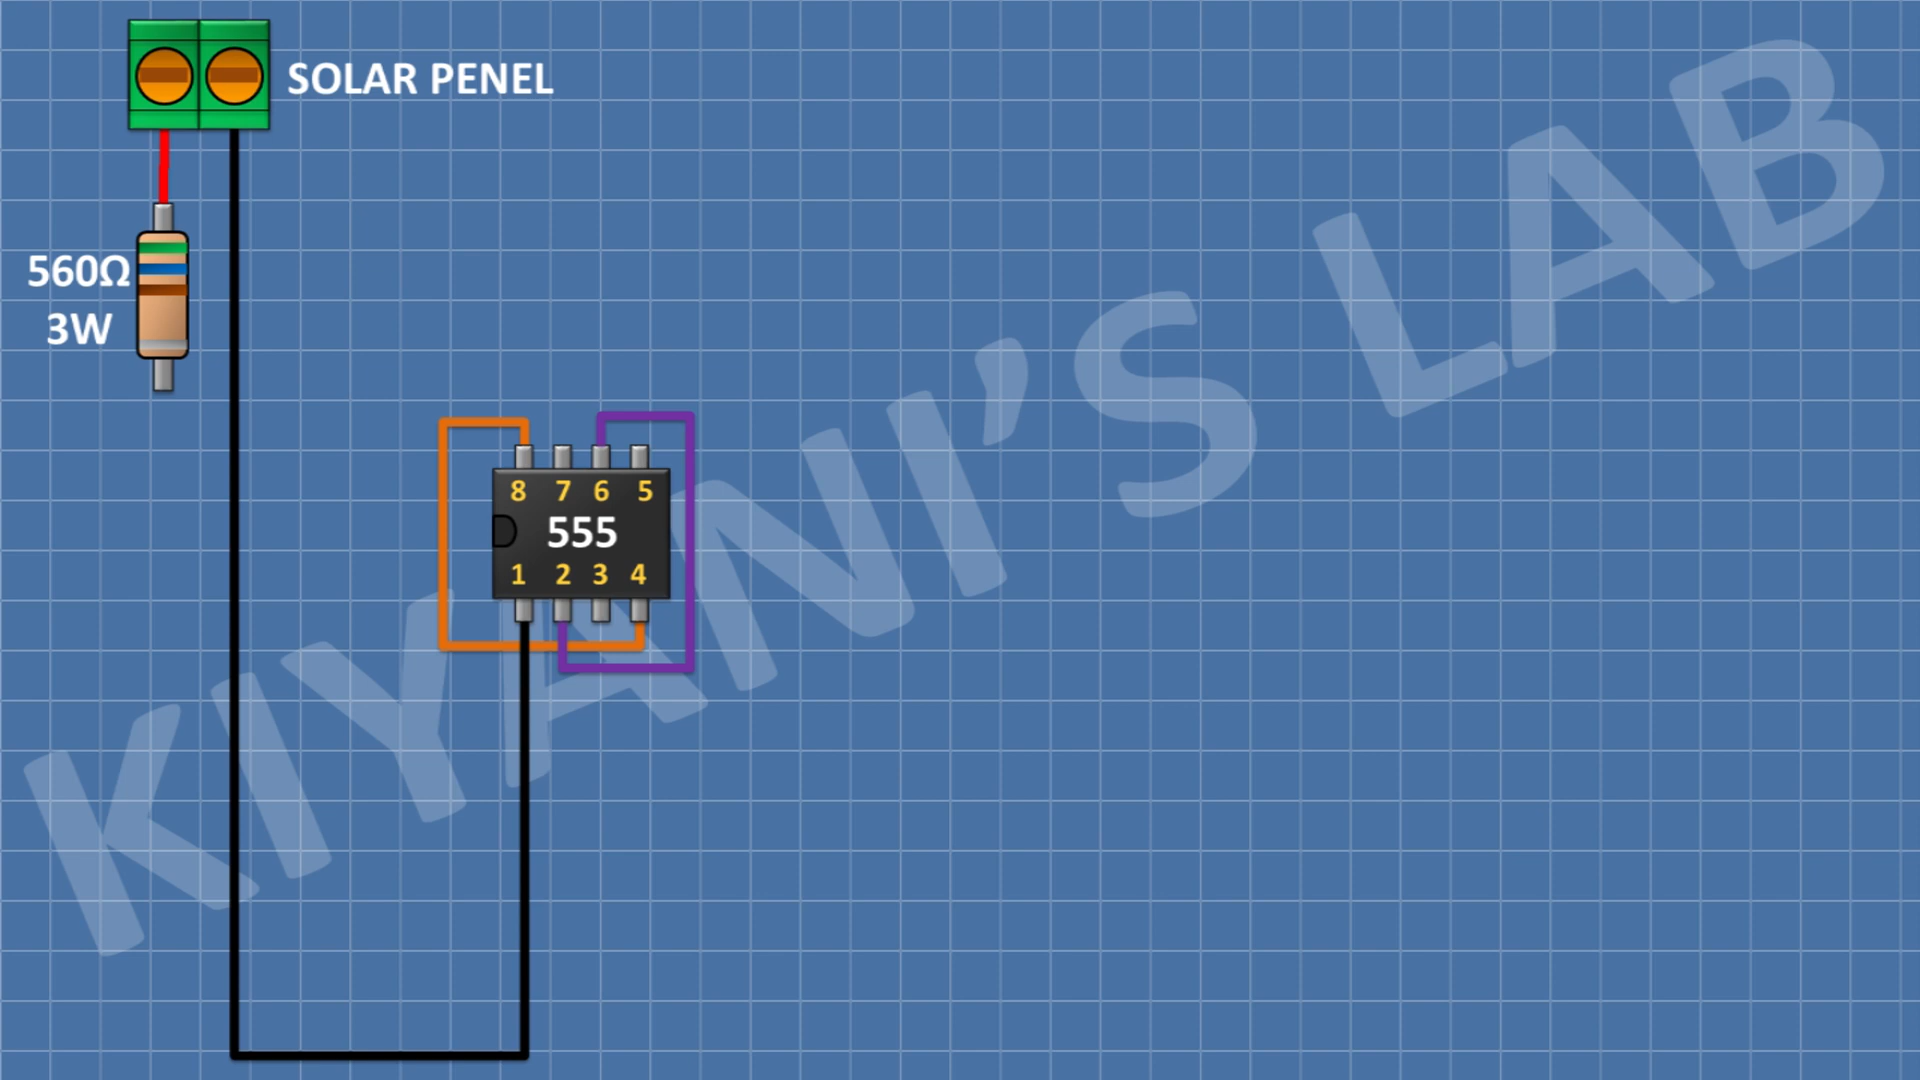 SOLAR PENEL
560Ω
3W
8 7 6 5
555
1 2 3 4
KIYANI'S LAB